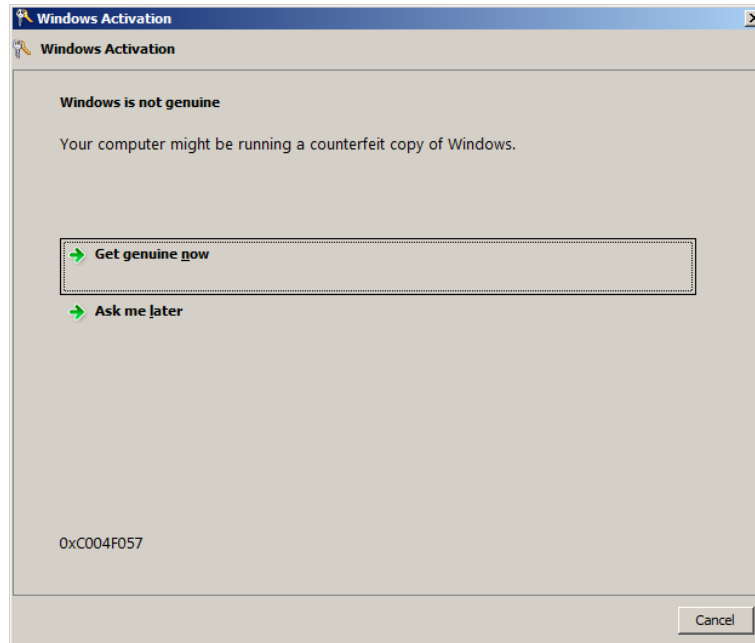 Windows Activation
Windows Activation
Windows is not genuine
Your computer might be running a counterfeit copy of Windows.
Get genuine now
Ask me later
0xC004F057
Cancel